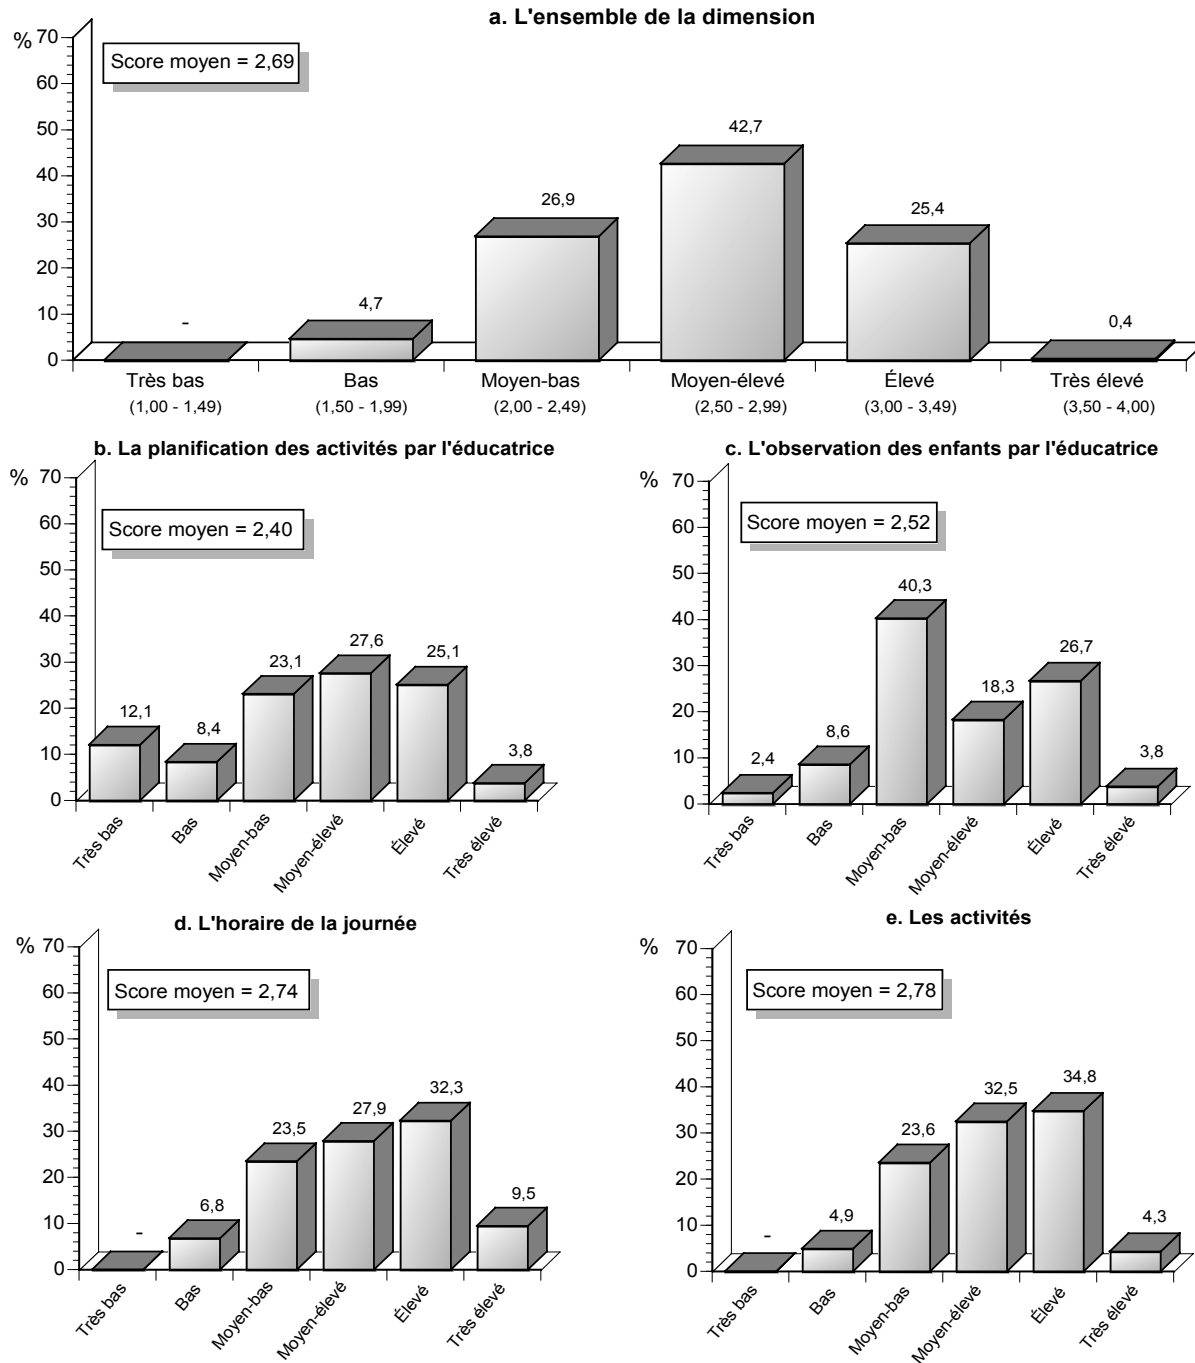 a. L'ensemble de la dimension
%
70
60
50
40
30
20
10
0
Score moyen = 2,69
-
4,7
26,9
42,7
25,4
0,4
Très bas Bas Moyen-bas Moyen-élevé Élevé Très élevé
(1,00 - 1,49) (1,50 - 1,99) (2,00 - 2,49) (2,50 - 2,99) (3,00 - 3,49) (3,50 - 4,00)
b. La planification des activités par l'éducatrice
%
70
60
50
40
30
20
10
0
Score moyen = 2,40
12,1
8,4
23,1
27,6
25,1
3,8
Très bas
Bas
Moyen-bas
Moyen-élevé
Élevé
Très élevé
c. L'observation des enfants par l'éducatrice
%
70
60
50
40
30
20
10
0
Score moyen = 2,52
2,4
8,6
40,3
18,3
26,7
3,8
Très bas
Bas
Moyen-bas
Moyen-élevé
Élevé
Très élevé
d. L'horaire de la journée
%
70
60
50
40
30
20
10
0
Score moyen = 2,74
-
6,8
23,5
27,9
32,3
9,5
Très bas
Bas
Moyen-bas
Moyen-élevé
Élevé
Très élevé
e. Les activités
%
70
60
50
40
30
20
10
0
Score moyen = 2,78
-
4,9
23,6
32,5
34,8
4,3
Très bas
Bas
Moyen-bas
Moyen-élevé
Élevé
Très élevé